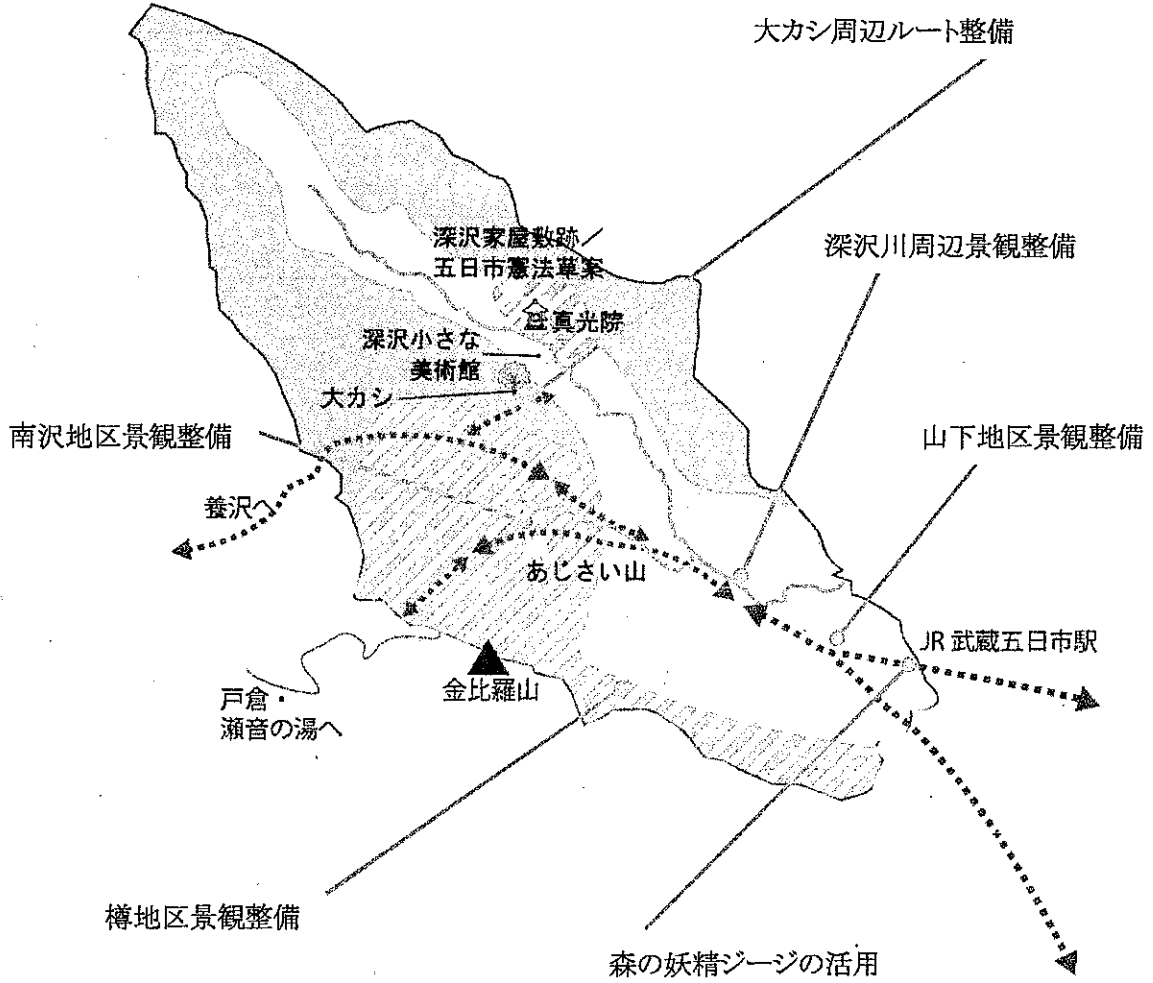 大カシ周辺ルート整備
深沢家屋敷跡
五日市憲法草案
深沢川周辺景観整備
真光院
深沢小さな
美術館
大カシ
南沢地区景観整備
山下地区景観整備
養沢へ
あじさい山
JR 武蔵五日市駅
金比羅山
戸倉・
瀬音の湯へ
樽地区景観整備
森の妖精ジージの活用